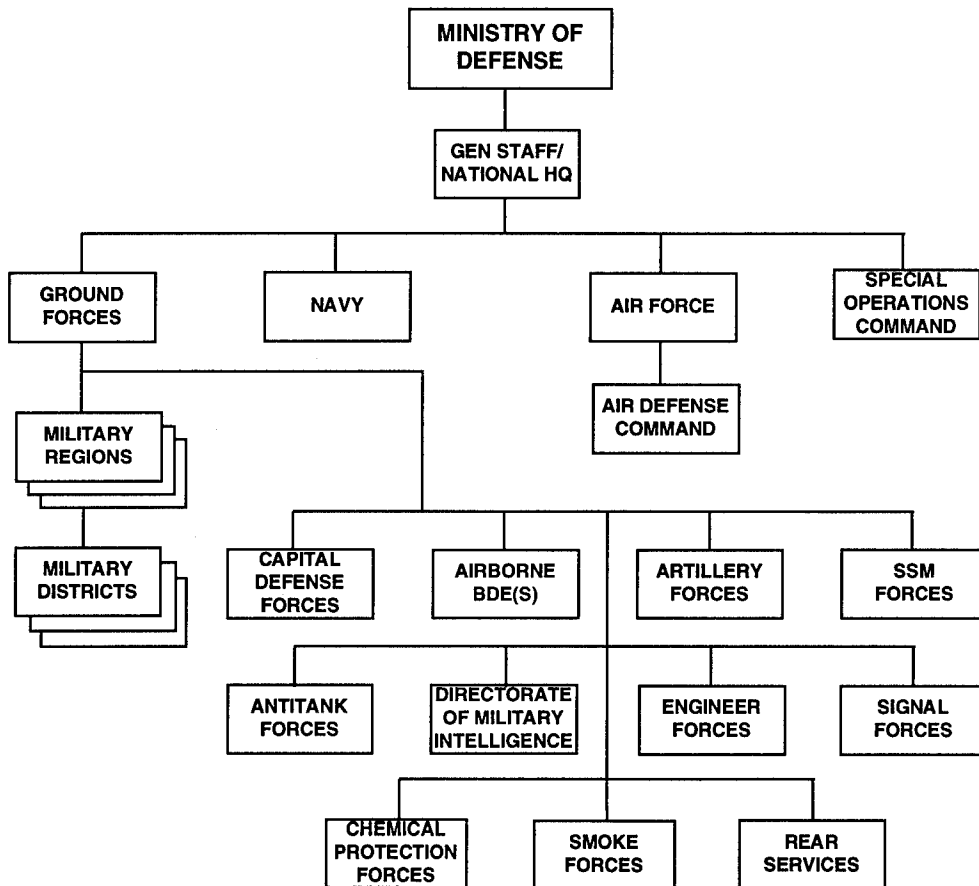 MINISTRY OF
DEFENSE
GEN STAFF/
NATIONAL HQ
GROUND
FORCES
NAVY
AIR FORCE
SPECIAL
OPERATIONS
COMMAND
AIR DEFENSE
COMMAND
MILITARY
REGIONS
MILITARY
DISTRICTS
CAPITAL
DEFENSE
FORCES
AIRBORNE
BDE(S)
ARTILLERY
FORCES
SSM
FORCES
ANTITANK
FORCES
DIRECTORATE
OF MILITARY
INTELLIGENCE
ENGINEER
FORCES
SIGNAL
FORCES
CHEMICAL
PROTECTION
FORCES
SMOKE
FORCES
REAR
SERVICES